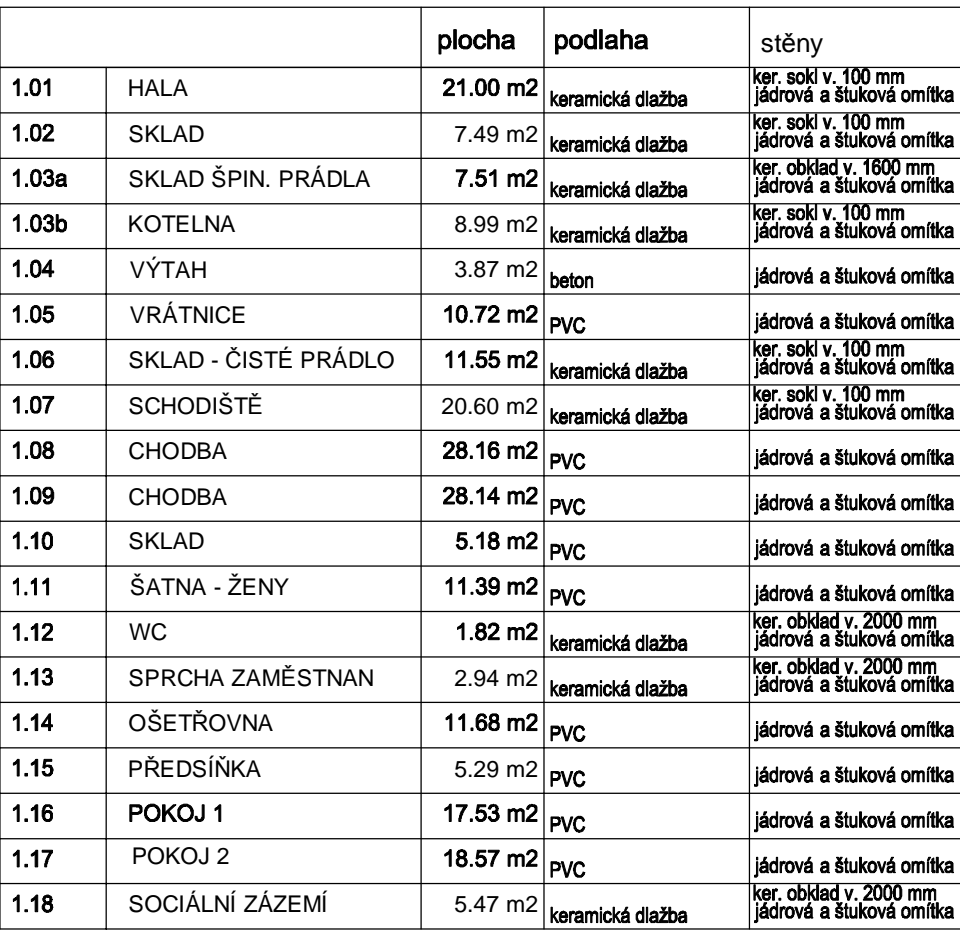 plocha podlaha stěny
1.01 HALA 21.00 m2 keramická dlažba ker. sokl v. 100 mm
jádrová a štuková omítka
1.02 SKLAD 7.49 m2 keramická dlažba ker. sokl v. 100 mm
jádrová a štuková omítka
1.03a SKLAD ŠPIN. PRÁDLA 7.51 m2 keramická dlažba ker. obklad v. 1600 mm
jádrová a štuková omítka
1.03b KOTELNA 8.99 m2 keramická dlažba ker. sokl v. 100 mm
jádrová a štuková omítka
1.04 VÝTAH 3.87 m2 beton jádrová a štuková omítka
1.05 VRÁTNICE 10.72 m2 PVC jádrová a štuková omítka
1.06 SKLAD - ČISTÉ PRÁDLO 11.55 m2 keramická dlažba ker. sokl v. 100 mm
jádrová a štuková omítka
1.07 SCHODIŠTĚ 20.60 m2 keramická dlažba ker. sokl v. 100 mm
jádrová a štuková omítka
1.08 CHODBA 28.16 m2 PVC jádrová a štuková omítka
1.09 CHODBA 28.14 m2 PVC jádrová a štuková omítka
1.10 SKLAD 5.18 m2 PVC jádrová a štuková omítka
1.11 ŠATNA - ŽENY 11.39 m2 PVC jádrová a štuková omítka
1.12 WC 1.82 m2 keramická dlažba ker. obklad v. 2000 mm
jádrová a štuková omítka
1.13 SPRCHA ZAMĚSTNAN 2.94 m2 keramická dlažba ker. obklad v. 2000 mm
jádrová a štuková omítka
1.14 OŠETŘOVNA 11.68 m2 PVC jádrová a štuková omítka
1.15 PŘEDSÍŇKA 5.29 m2 PVC jádrová a štuková omítka
1.16 POKOJ 1 17.53 m2 PVC jádrová a štuková omítka
1.17 POKOJ 2 18.57 m2 PVC jádrová a štuková omítka
1.18 SOCIÁLNÍ ZÁZEMÍ 5.47 m2 keramická dlažba ker. obklad v. 2000 mm
jádrová a štuková omítka